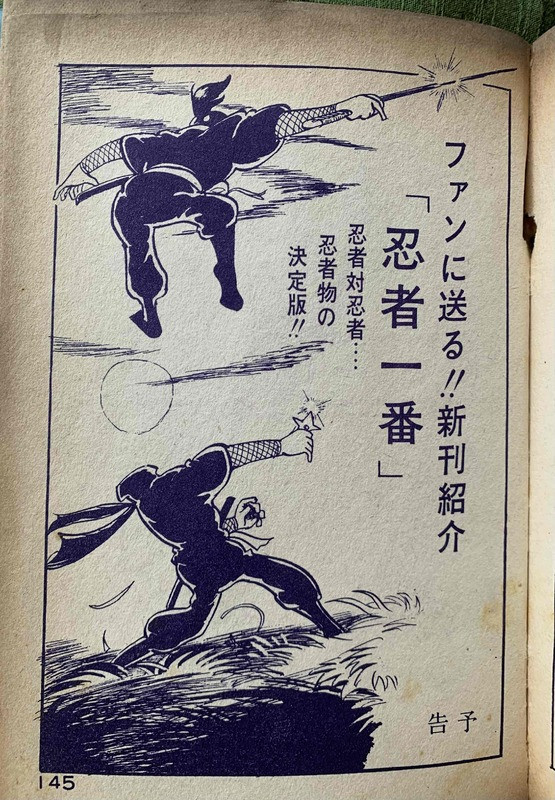 ファンに送る!!新刊紹介
「忍者一番」
忍者対忍者‥‥
忍者物の
決定版!!
予告
145